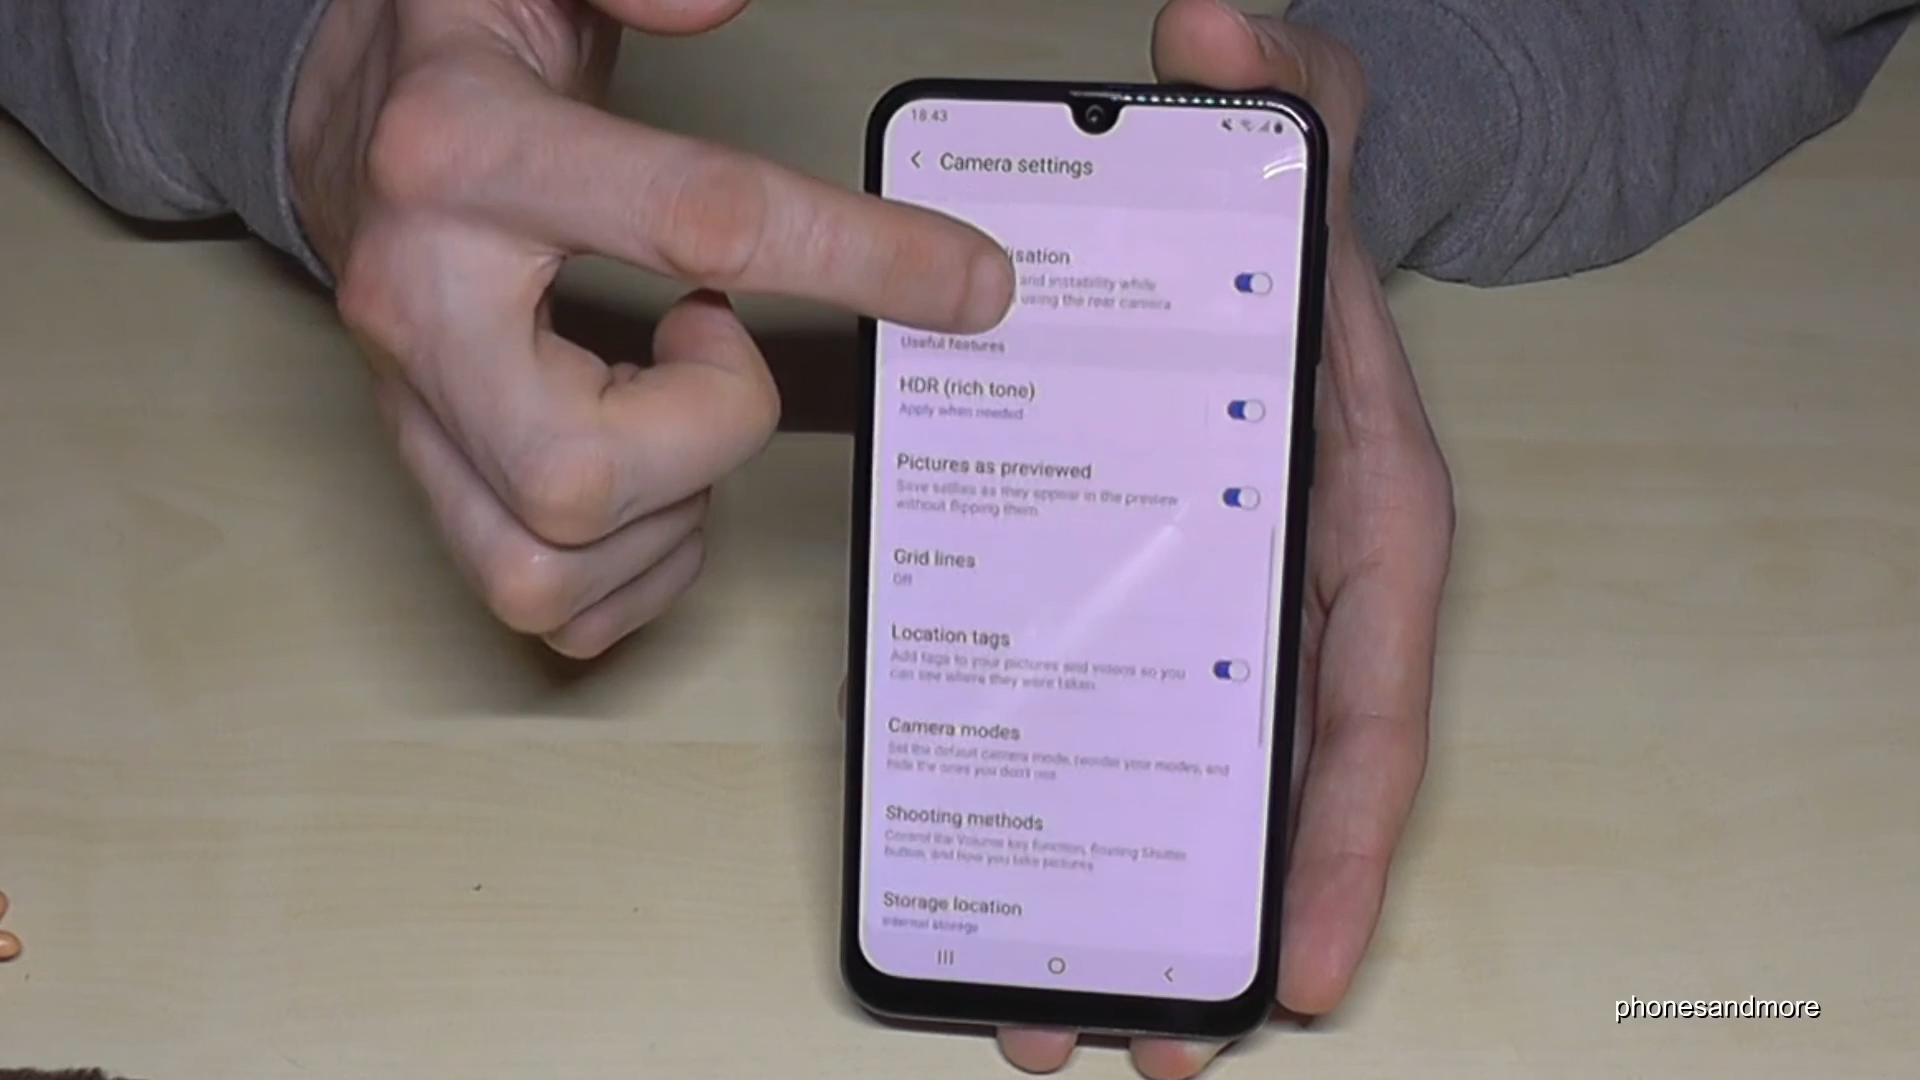 18:43
Camera settings
isation
and instability while
using the rear camera
Useful features
HDR (rich tone)
Apply when needed
Pictures as previewed
Save selfies as they appear in the preview
without flipping them.
Grid lines
Off
Location tags
Add tags to your pictures and videos so you
can see where they were taken.
Camera modes
Set the default camera mode, reorder your modes, and
hide the ones you don't use.
Shooting methods
Control the Volume key function, floating Shutter
button, and how you take pictures.
Storage location
Internal storage
phonesandmore